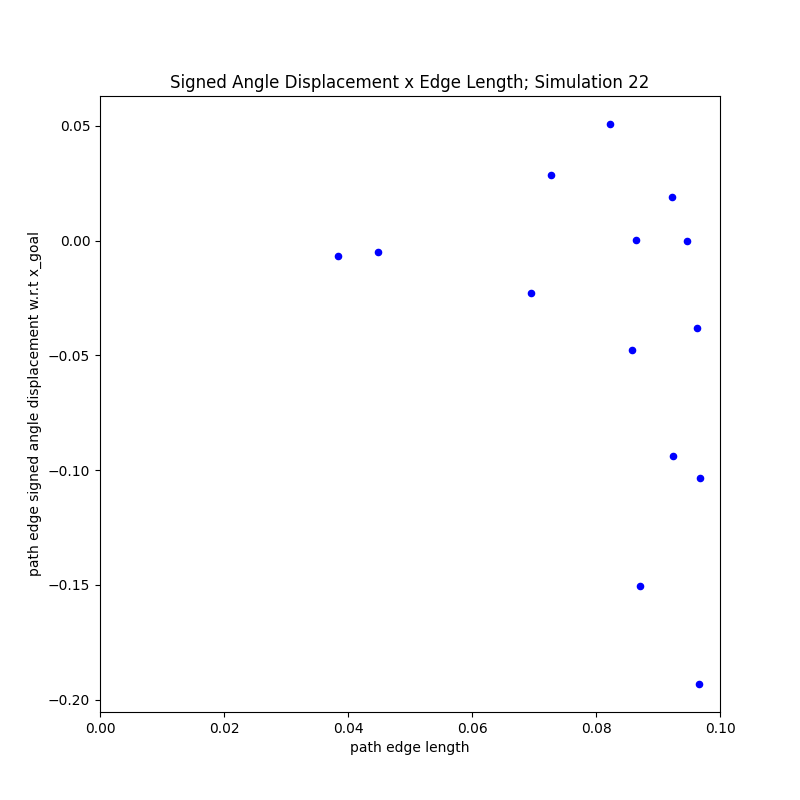 Signed Angle Displacement x Edge Length; Simulation 22
0.05
0.00
−0.05
−0.10
−0.15
−0.20
path edge signed angle displacement w.r.t x_goal
0.00 0.02 0.04 0.06 0.08 0.10
path edge length